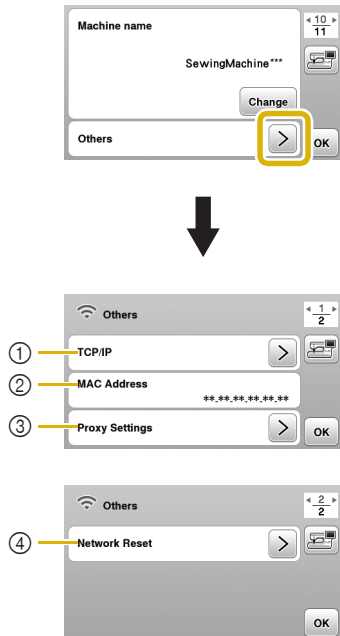 Machine name
10
11
SewingMachine***
Change
Others
>
OK
Others
1
2
① TCP/IP
>
② MAC Address
**.**.**.**.**.**
③ Proxy Settings
>
OK
Others
2
2
④ Network Reset
>
OK